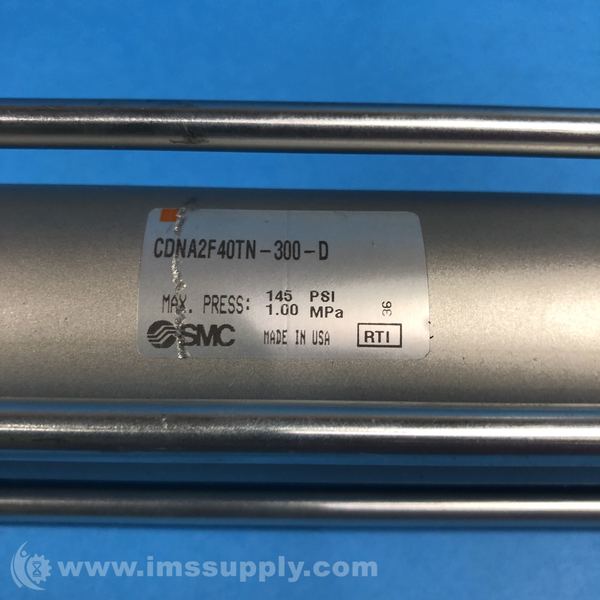 CDNA2F40TN-300-D
MAX. PRESS: 145 PSI
1.00 MPa
36
SMC MADE IN USA RTI
www.imssupply.com